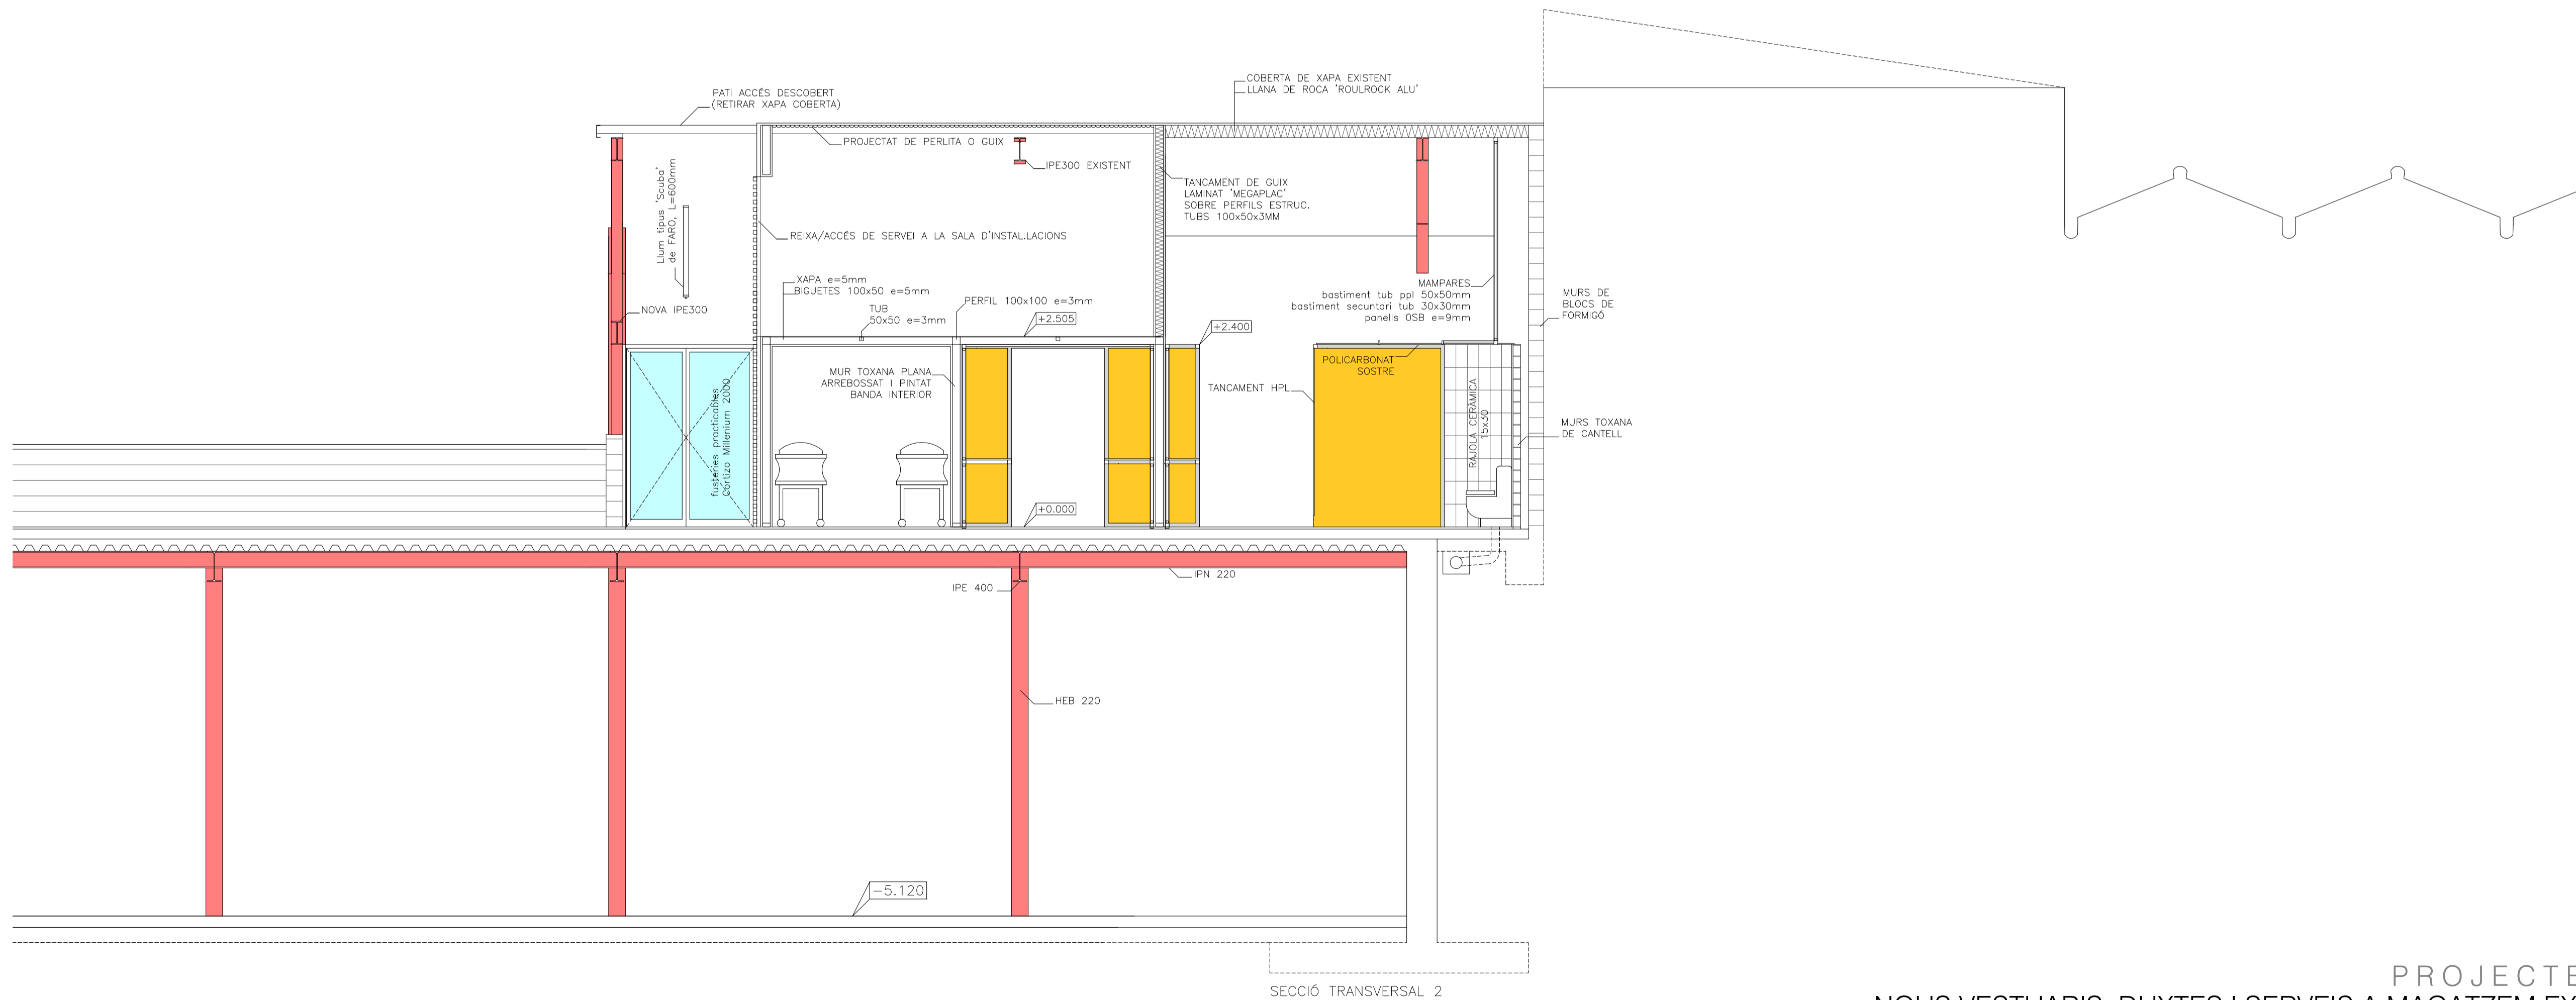 COBERTA DE XAPA EXISTENT
LLANA DE ROCA 'ROULROCK ALU'
PATI ACCÉS DESCOBERT
(RETIRAR XAPA COBERTA)
PROJECTAT DE PERLITA O GUIX
IPE300 EXISTENT
Llum tipus 'Scuba'
de FARO, L=600mm
TANCAMENT DE GUIX
LAMINAT 'MEGAPLAC'
SOBRE PERFILS ESTRUC.
TUBS 100x50x3MM
REIXA/ACCÉS DE SERVEI A LA SALA D'INSTAL.LACIONS
XAPA e=5mm
BIGUETES 100x50 e=5mm
NOVA IPE300
TUB
50x50 e=3mm
PERFIL 100x100 e=3mm
+2.505
+2.400
MAMPARES
bastiment tub ppl 50x50mm
bastiment secuntari tub 30x30mm
panells OSB e=9mm
MURS DE
BLOCS DE
FORMIGÓ
POLICARBONAT
SOSTRE
MUR TOXANA PLANA
ARREBOSSAT I PINTAT
BANDA INTERIOR
TANCAMENT HPL
fusteries practicables
Cortizo Millenium 2000
RAJOLA CERÀMICA
15x30
MURS TOXANA
DE CANTELL
+0.000
IPN 220
IPE 400
HEB 220
-5.120
SECCIÓ TRANSVERSAL 2
PROJECTE